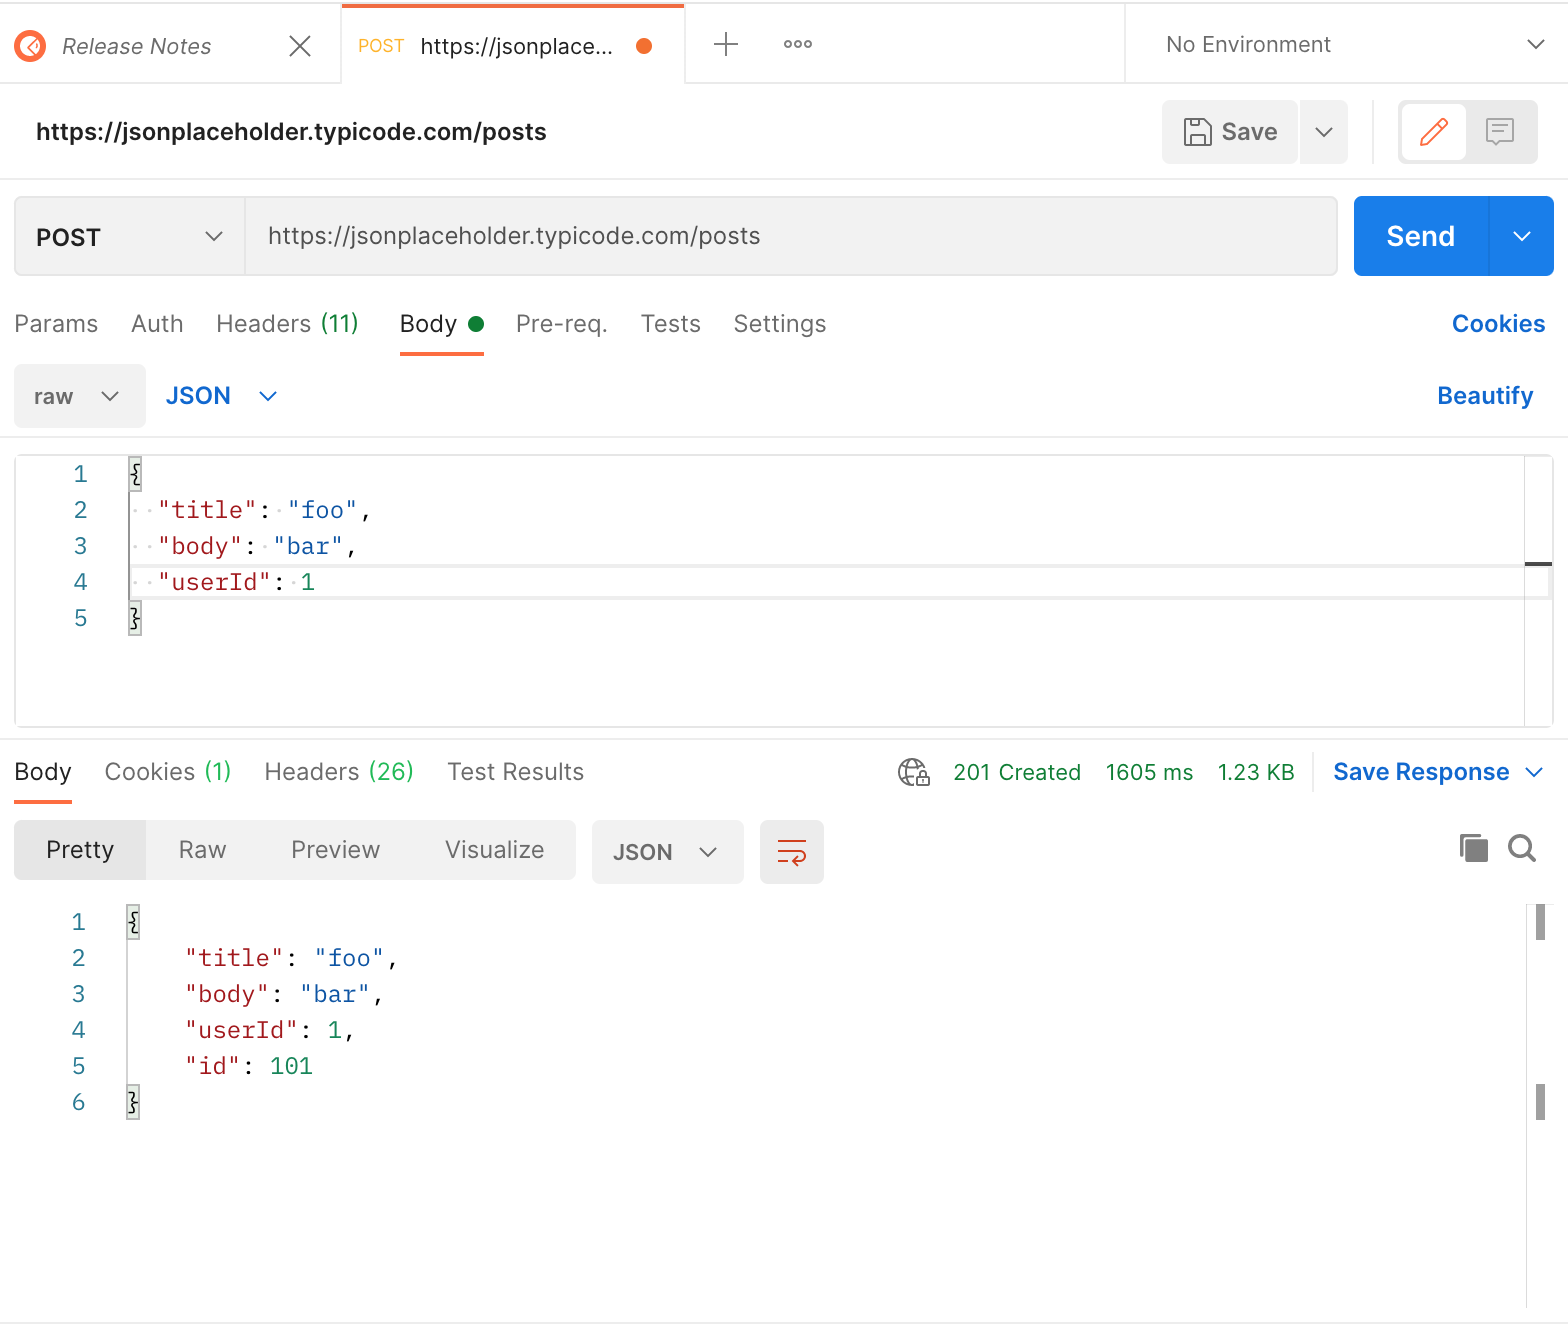 Release Notes POST https://jsonplace... No Environment
https://jsonplaceholder.typicode.com/posts Save
POST https://jsonplaceholder.typicode.com/posts Send
Params Auth Headers (11) Body Pre-req. Tests Settings Cookies
raw JSON Beautify
1 {
2 "title": "foo",
3 "body": "bar",
4 "userId": 1
5 }
Body Cookies (1) Headers (26) Test Results 201 Created 1605 ms 1.23 KB Save Response
Pretty Raw Preview Visualize JSON
1 {
2 "title": "foo",
3 "body": "bar",
4 "userId": 1,
5 "id": 101
6 }